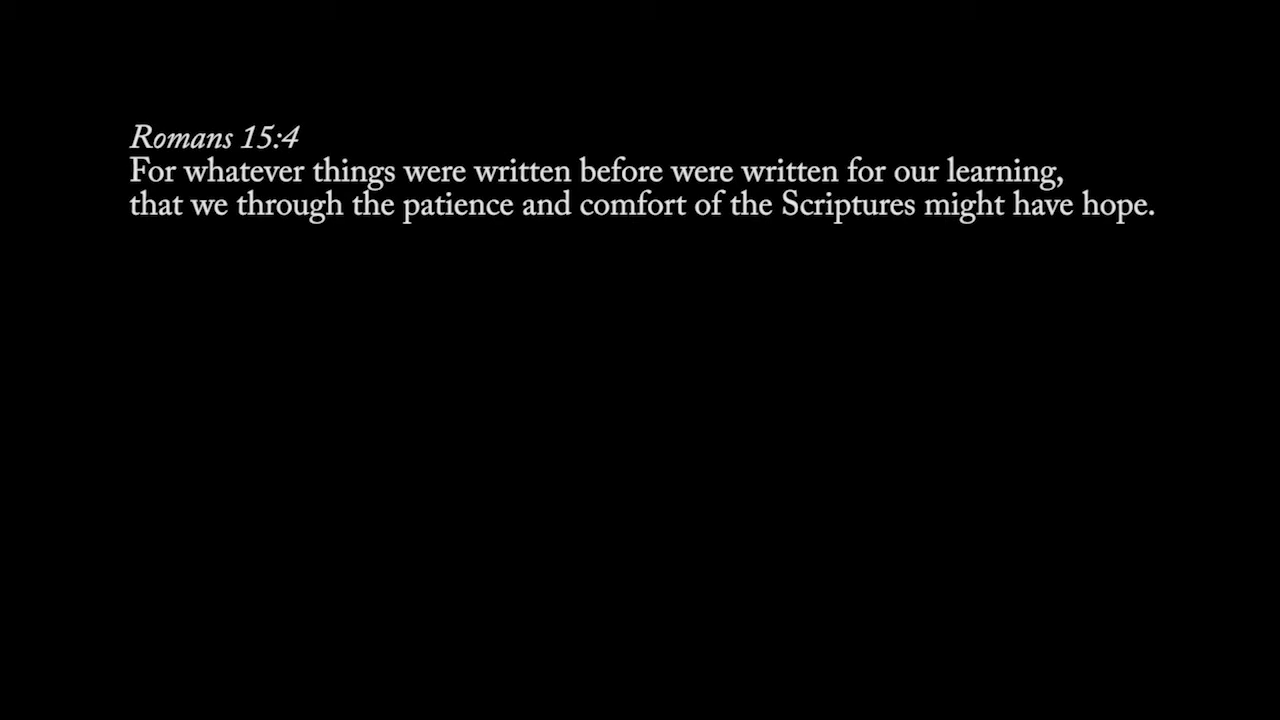 Romans 15:4
For whatever things were written before were written for our learning,
that we through the patience and comfort of the Scriptures might have hope.